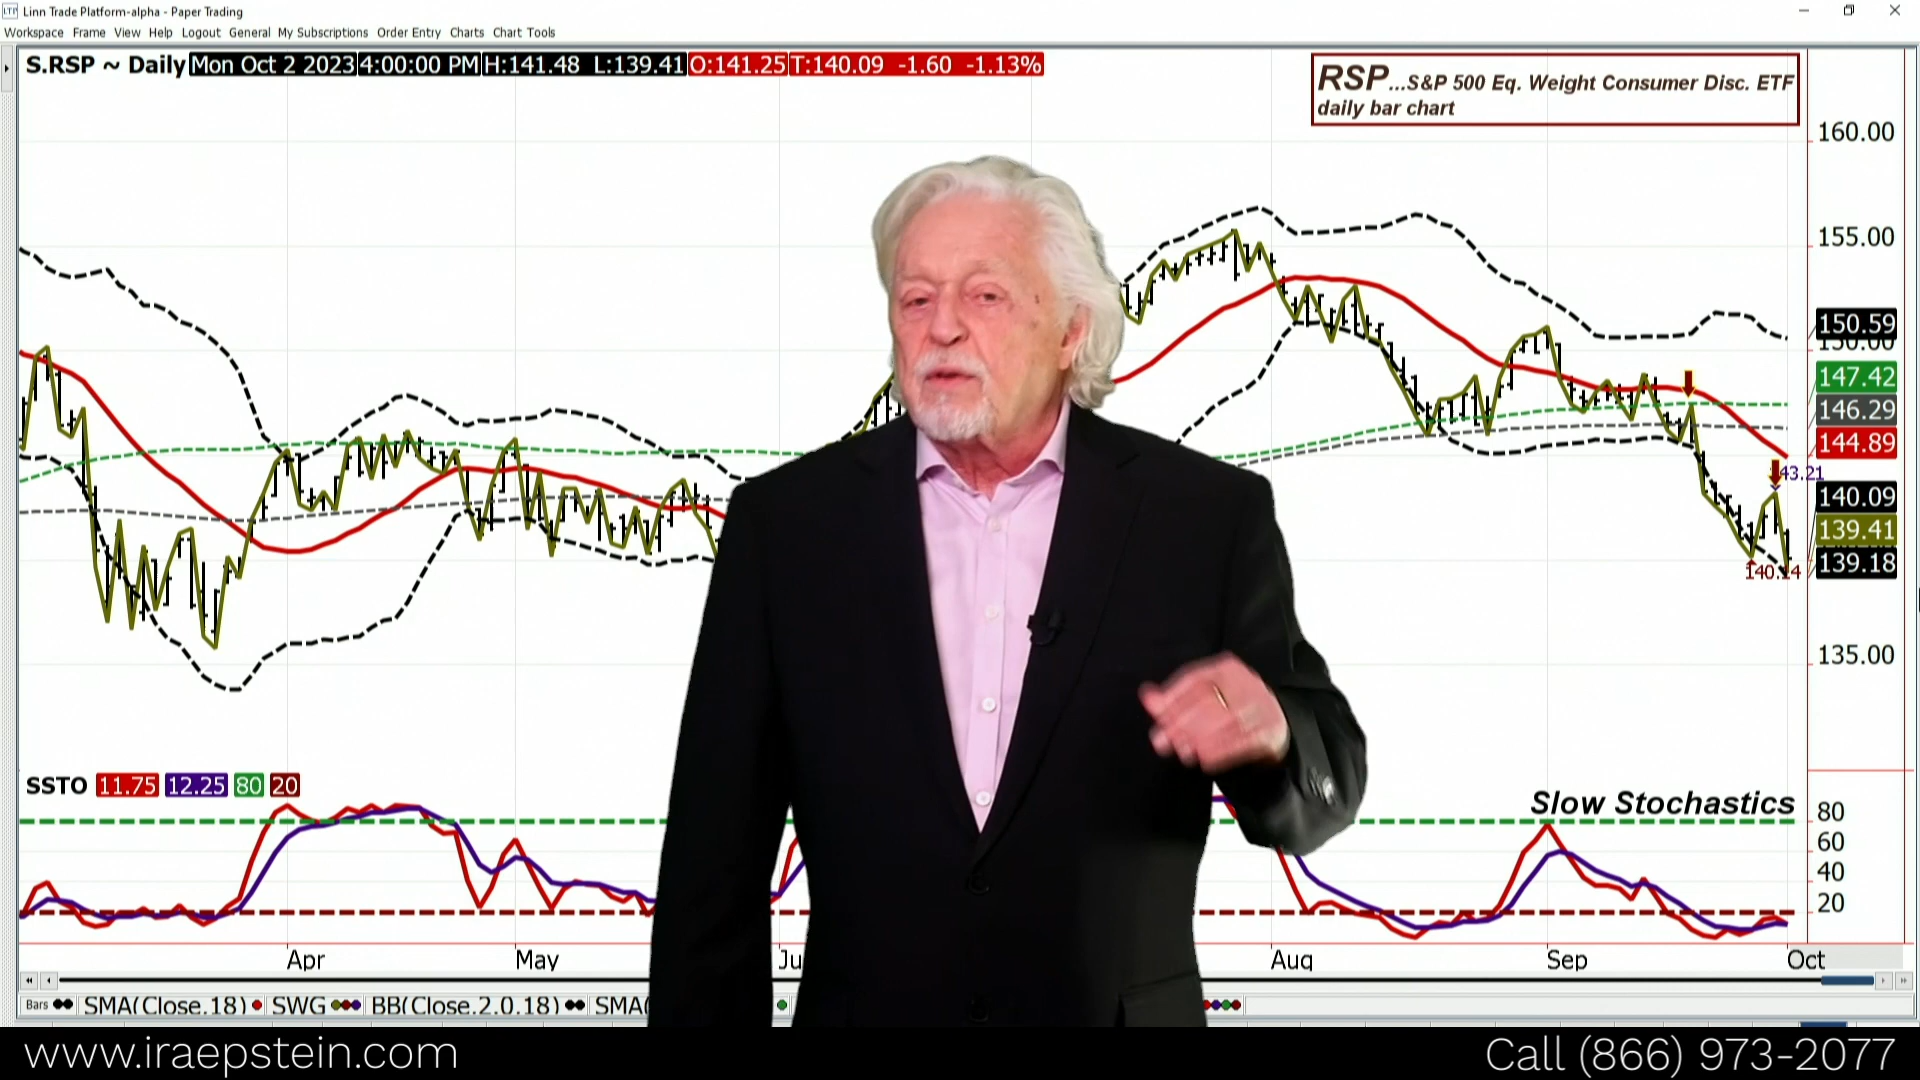 LTP Linn Trade Platform-alpha - Paper Trading
Workspace Frame View Help Logout General My Subscriptions Order Entry Charts Chart Tools
S.RSP ~ Daily Mon Oct 2 2023 4:00:00 PM H:141.48 L:139.41 O:141.25 T:140.09 -1.60 -1.13%
RSP...S&P 500 Eq. Weight Consumer Disc. ETF
daily bar chart
160.00
155.00
150.59
150.00
147.42
146.29
144.89
43.21
140.09
139.41
139.18
140.14
135.00
SSTO 11.75 12.25 80 20
Slow Stochastics
80
60
40
20
Apr May Ju Aug Sep Oct
Bars SMA(Close.18) SWG BB(Close.2.0.18) SMA(
www.iraepstein.com Call (866) 973-2077